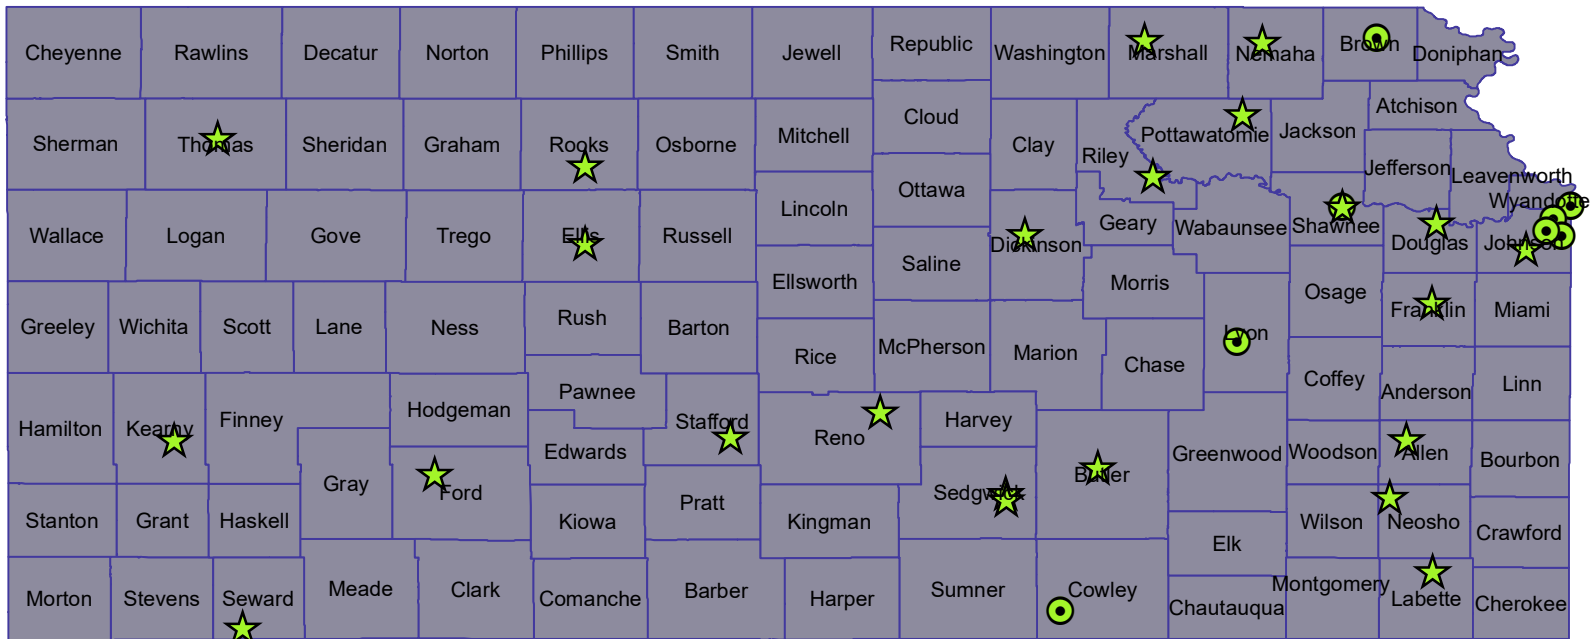 Cheyenne
Rawlins
Decatur
Norton
Phillips
Smith
Jewell
Republic
Washington
Marshall
Nemaha
Brown
Doniphan
Sherman
Thomas
Sheridan
Graham
Rooks
Osborne
Mitchell
Cloud
Clay
Riley
Pottawatomie
Jackson
Atchison
Jefferson
Leavenworth
Wyandotte
Wallace
Logan
Gove
Trego
Ellis
Russell
Lincoln
Ottawa
Dickinson
Geary
Wabaunsee
Shawnee
Douglas
Johnson
Greeley
Wichita
Scott
Lane
Ness
Rush
Barton
Ellsworth
Saline
Morris
Lyon
Osage
Franklin
Miami
Rice
McPherson
Marion
Chase
Coffey
Anderson
Linn
Hamilton
Kearny
Finney
Hodgeman
Pawnee
Stafford
Reno
Harvey
Butler
Greenwood
Woodson
Allen
Bourbon
Gray
Ford
Edwards
Sedgwick
Stanton
Grant
Haskell
Kiowa
Pratt
Kingman
Elk
Wilson
Neosho
Crawford
Morton
Stevens
Seward
Meade
Clark
Comanche
Barber
Harper
Sumner
Cowley
Chautauqua
Montgomery
Labette
Cherokee